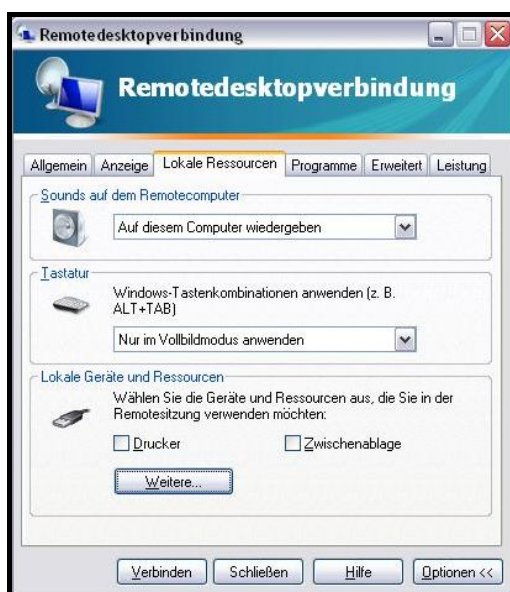 Remotedesktopverbindung
Remotedesktopverbindung
Allgemein Anzeige Lokale Ressourcen Programme Erweitert Leistung
Sounds auf dem Remotecomputer
Auf diesem Computer wiedergeben
Tastatur
Windows-Tastenkombinationen anwenden (z. B.
ALT+TAB)
Nur im Vollbildmodus anwenden
Lokale Geräte und Ressourcen
Wählen Sie die Geräte und Ressourcen aus, die Sie in der
Remotesitzung verwenden möchten:
Drucker Zwischenablage
Weitere...
Verbinden Schließen Hilfe Optionen <<